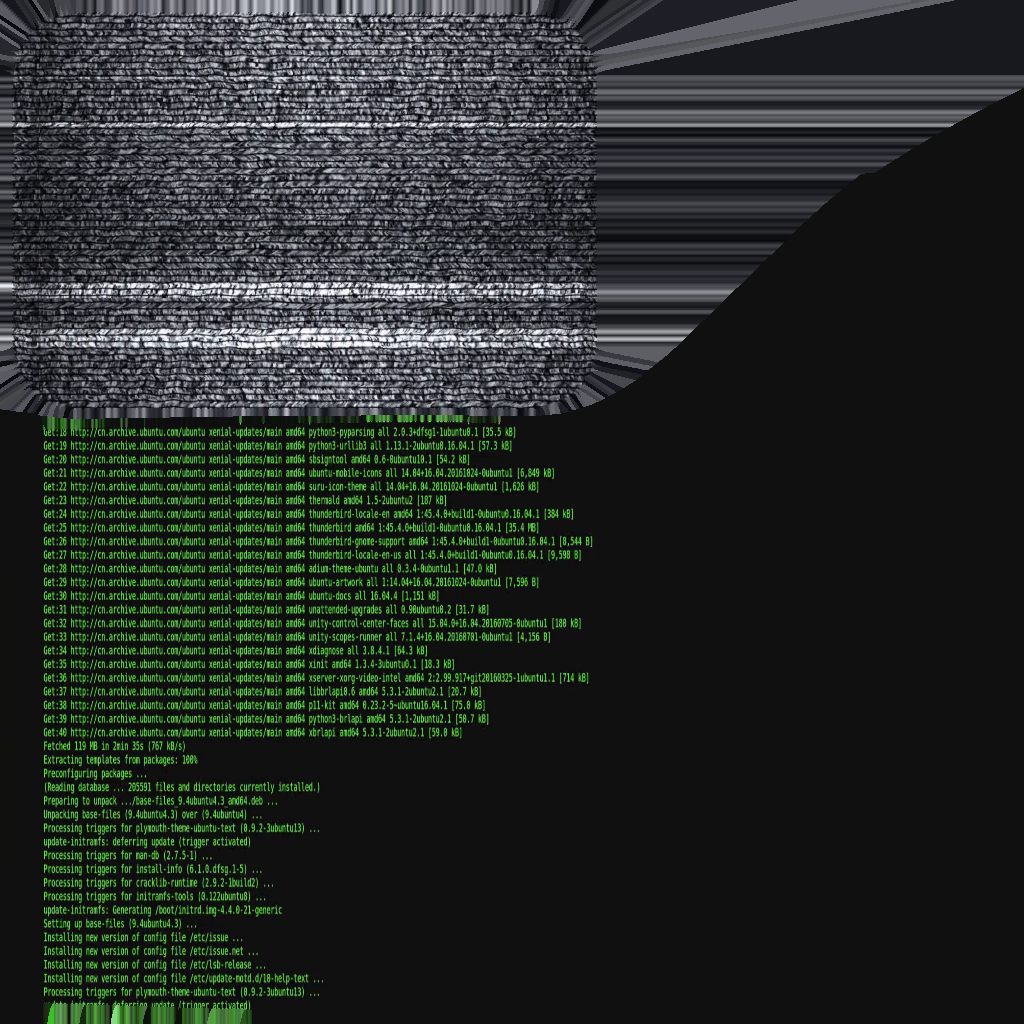 Get:18 http://cn.archive.ubuntu.com/ubuntu xenial-updates/main amd64 python3-pyparsing all 2.0.3+dfsg1-1ubuntu0.1 [35.5 kB]
Get:19 http://cn.archive.ubuntu.com/ubuntu xenial-updates/main amd64 python3-urllib3 all 1.13.1-2ubuntu0.16.04.1 [57.3 kB]
Get:20 http://cn.archive.ubuntu.com/ubuntu xenial-updates/main amd64 sbsigntool amd64 0.6-0ubuntu10.1 [54.2 kB]
Get:21 http://cn.archive.ubuntu.com/ubuntu xenial-updates/main amd64 ubuntu-mobile-icons all 14.04+16.04.20161024-0ubuntu1 [6,849 kB]
Get:22 http://cn.archive.ubuntu.com/ubuntu xenial-updates/main amd64 suru-icon-theme all 14.04+16.04.20161024-0ubuntu1 [1,626 kB]
Get:23 http://cn.archive.ubuntu.com/ubuntu xenial-updates/main amd64 thermald amd64 1.5-2ubuntu2 [187 kB]
Get:24 http://cn.archive.ubuntu.com/ubuntu xenial-updates/main amd64 thunderbird-locale-en amd64 1:45.4.0+build1-0ubuntu0.16.04.1 [384 kB]
Get:25 http://cn.archive.ubuntu.com/ubuntu xenial-updates/main amd64 thunderbird amd64 1:45.4.0+build1-0ubuntu0.16.04.1 [35.4 MB]
Get:26 http://cn.archive.ubuntu.com/ubuntu xenial-updates/main amd64 thunderbird-gnome-support amd64 1:45.4.0+build1-0ubuntu0.16.04.1 [8,544 B]
Get:27 http://cn.archive.ubuntu.com/ubuntu xenial-updates/main amd64 thunderbird-locale-en-us all 1:45.4.0+build1-0ubuntu0.16.04.1 [9,598 B]
Get:28 http://cn.archive.ubuntu.com/ubuntu xenial-updates/main amd64 adium-theme-ubuntu all 0.3.4-0ubuntu1.1 [47.0 kB]
Get:29 http://cn.archive.ubuntu.com/ubuntu xenial-updates/main amd64 ubuntu-artwork all 1:14.04+16.04.20161024-0ubuntu1 [7,596 B]
Get:30 http://cn.archive.ubuntu.com/ubuntu xenial-updates/main amd64 ubuntu-docs all 16.04.4 [1,151 kB]
Get:31 http://cn.archive.ubuntu.com/ubuntu xenial-updates/main amd64 unattended-upgrades all 0.90ubuntu0.2 [31.7 kB]
Get:32 http://cn.archive.ubuntu.com/ubuntu xenial-updates/main amd64 unity-control-center-faces all 15.04.0+16.04.20160705-0ubuntu1 [180 kB]
Get:33 http://cn.archive.ubuntu.com/ubuntu xenial-updates/main amd64 unity-scopes-runner all 7.1.4+16.04.20160701-0ubuntu1 [4,156 B]
Get:34 http://cn.archive.ubuntu.com/ubuntu xenial-updates/main amd64 xdiagnose all 3.8.4.1 [64.3 kB]
Get:35 http://cn.archive.ubuntu.com/ubuntu xenial-updates/main amd64 xinit amd64 1.3.4-3ubuntu0.1 [18.3 kB]
Get:36 http://cn.archive.ubuntu.com/ubuntu xenial-updates/main amd64 xserver-xorg-video-intel amd64 2:2.99.917+git20160325-1ubuntu1.1 [714 kB]
Get:37 http://cn.archive.ubuntu.com/ubuntu xenial-updates/main amd64 libbrlapi0.6 amd64 5.3.1-2ubuntu2.1 [20.7 kB]
Get:38 http://cn.archive.ubuntu.com/ubuntu xenial-updates/main amd64 p11-kit amd64 0.23.2-5~ubuntu16.04.1 [75.0 kB]
Get:39 http://cn.archive.ubuntu.com/ubuntu xenial-updates/main amd64 python3-brlapi amd64 5.3.1-2ubuntu2.1 [50.7 kB]
Get:40 http://cn.archive.ubuntu.com/ubuntu xenial-updates/main amd64 xbrlapi amd64 5.3.1-2ubuntu2.1 [59.0 kB]
Fetched 119 MB in 2min 35s (767 kB/s)
Extracting templates from packages: 100%
Preconfiguring packages ...
(Reading database ... 205591 files and directories currently installed.)
Preparing to unpack .../base-files_9.4ubuntu4.3_amd64.deb ...
Unpacking base-files (9.4ubuntu4.3) over (9.4ubuntu4) ...
Processing triggers for plymouth-theme-ubuntu-text (0.9.2-3ubuntu13) ...
update-initramfs: deferring update (trigger activated)
Processing triggers for man-db (2.7.5-1) ...
Processing triggers for install-info (6.1.0.dfsg.1-5) ...
Processing triggers for cracklib-runtime (2.9.2-1build2) ...
Processing triggers for initramfs-tools (0.122ubuntu8) ...
update-initramfs: Generating /boot/initrd.img-4.4.0-21-generic
Setting up base-files (9.4ubuntu4.3) ...
Installing new version of config file /etc/issue ...
Installing new version of config file /etc/issue.net ...
Installing new version of config file /etc/lsb-release ...
Installing new version of config file /etc/update-motd.d/10-help-text ...
Processing triggers for plymouth-theme-ubuntu-text (0.9.2-3ubuntu13) ...
deferring update (trigger activated)